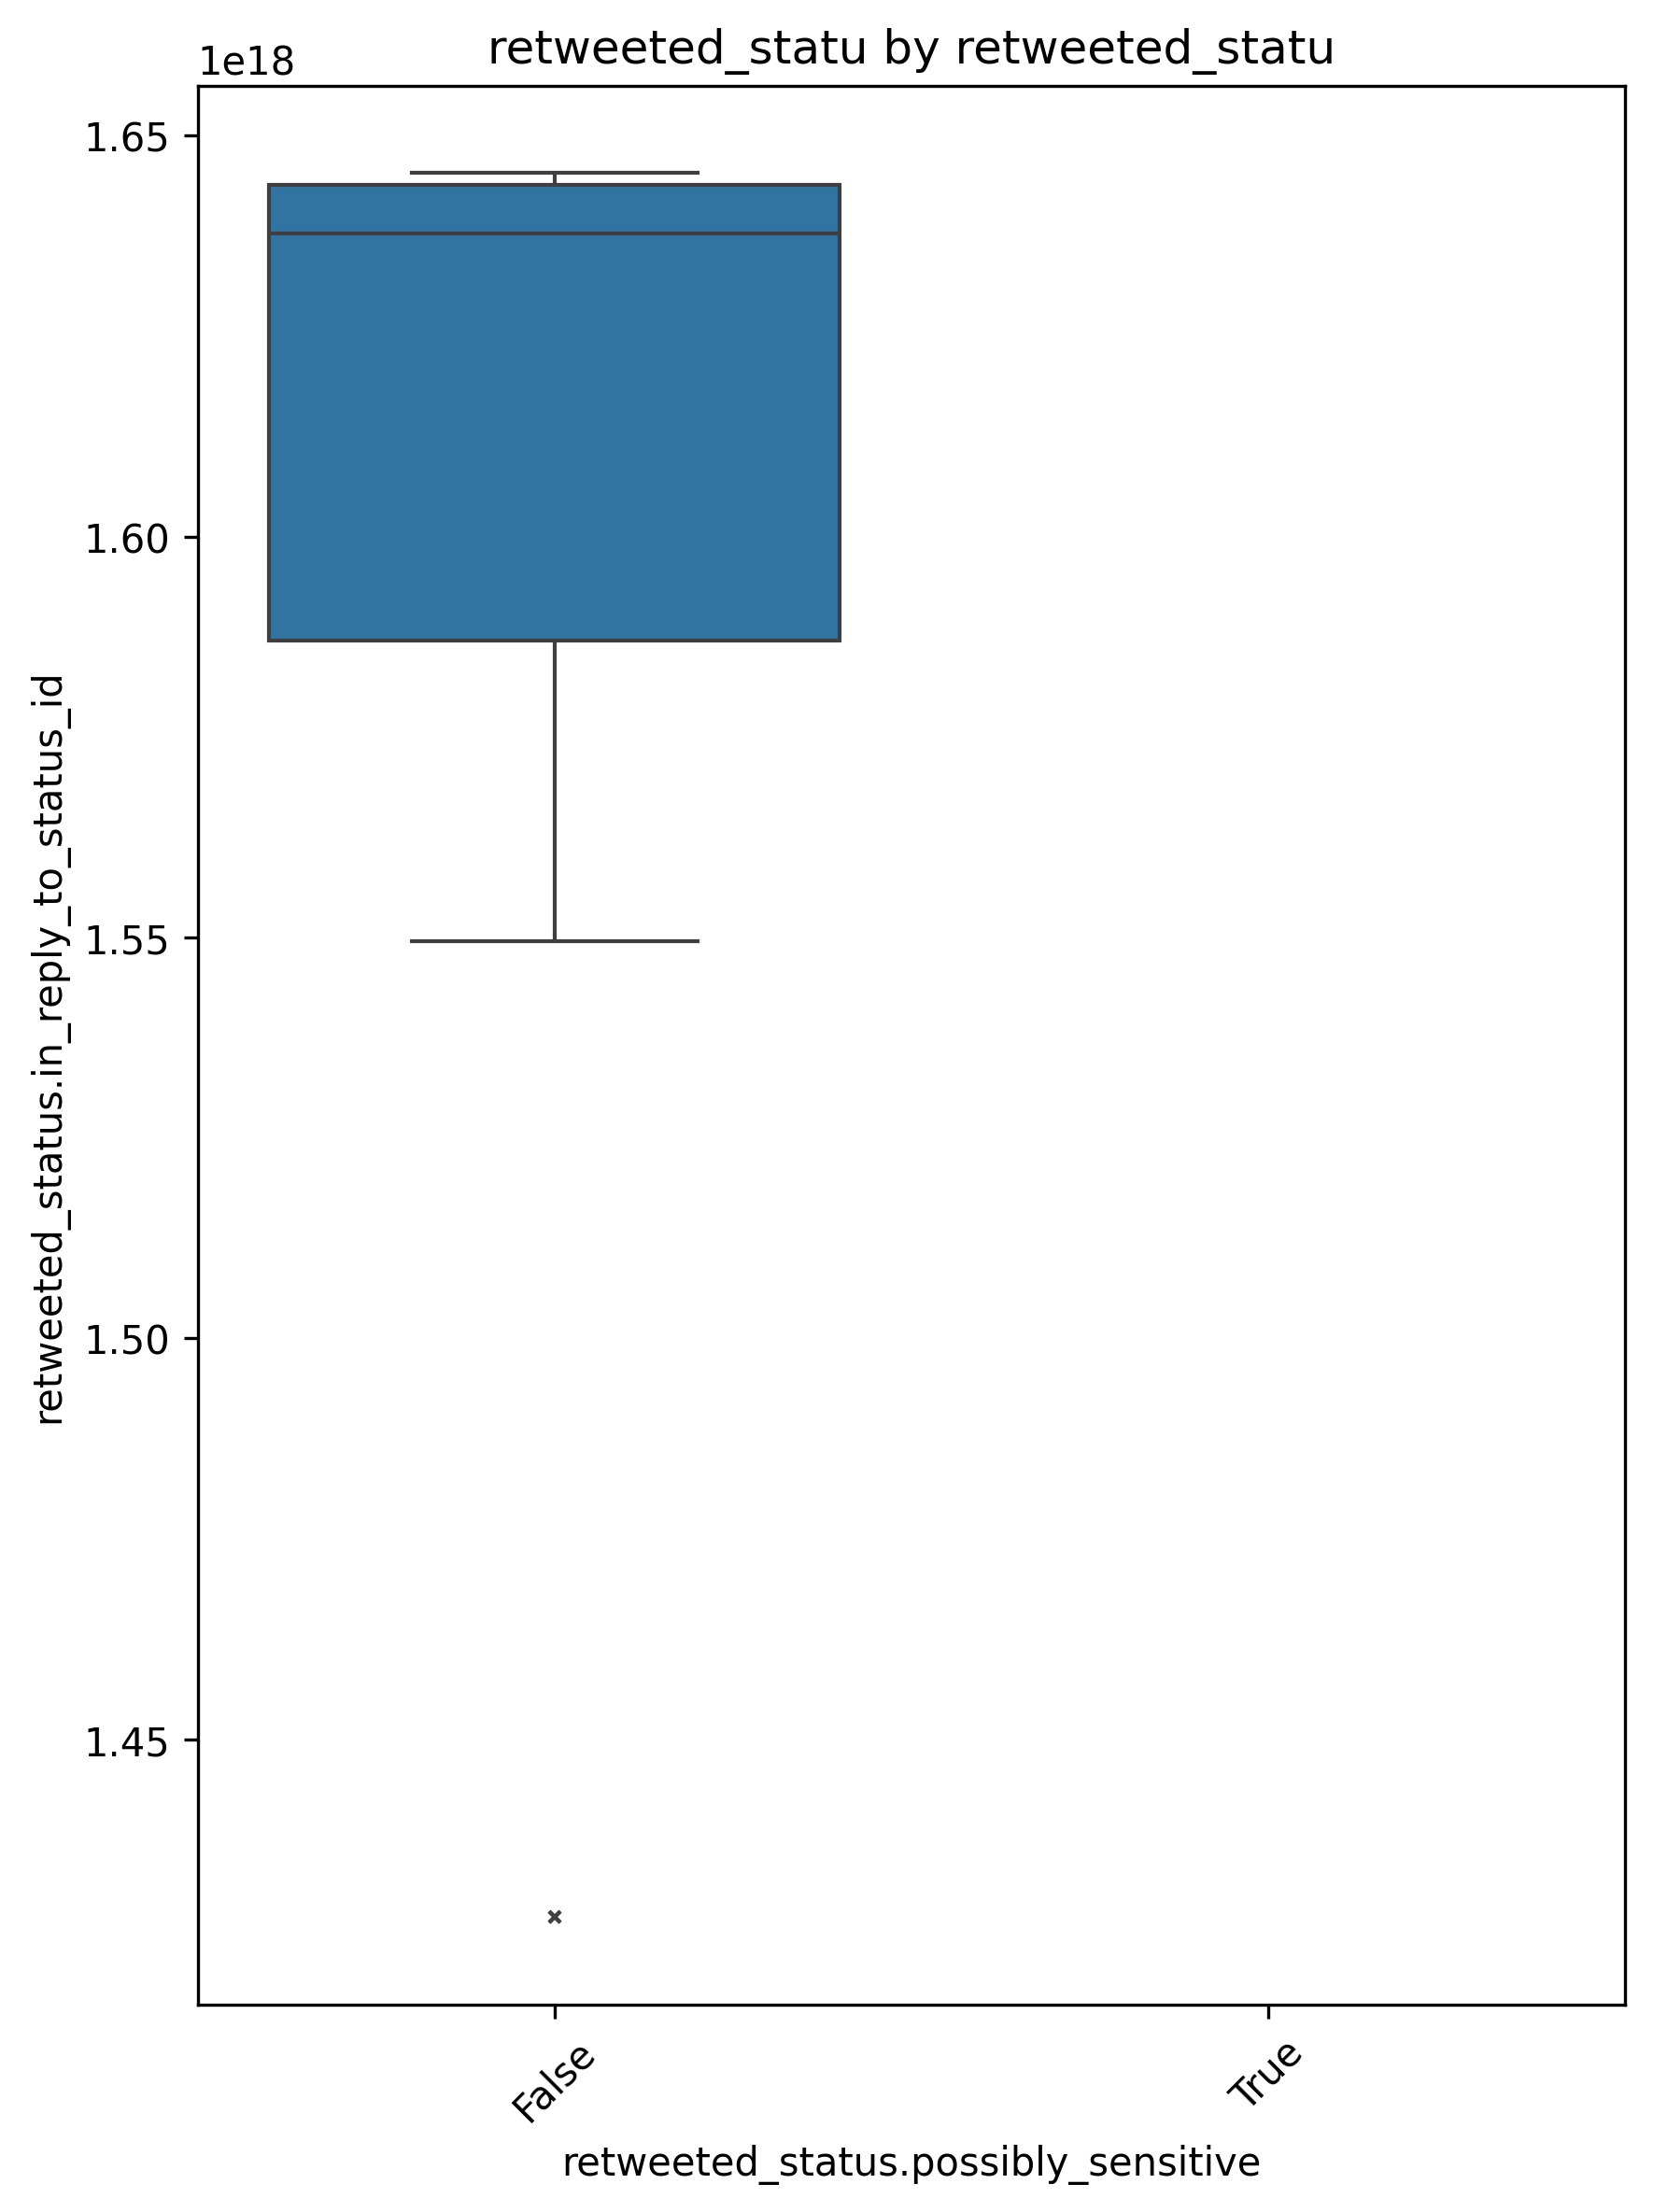 retweeted_statu by retweeted_statu
1e18
1.65
1.60
1.55
1.50
1.45
retweeted_status.in_reply_to_status_id
False
True
retweeted_status.possibly_sensitive